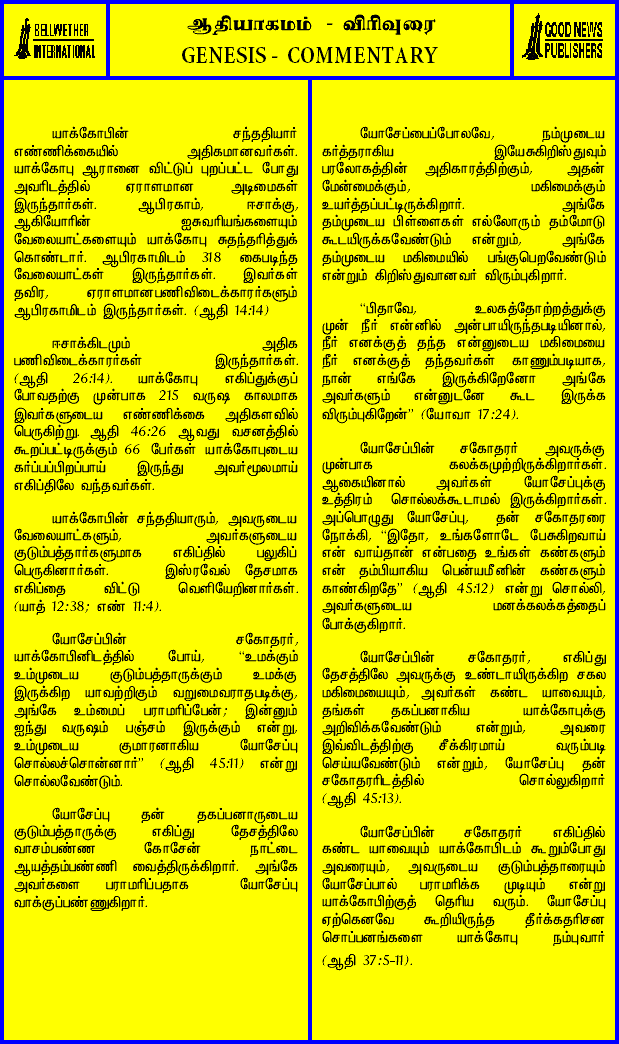 BELLWETHER
INTERNATIONAL
ஆதியாகமம் - விரிவுரை
GENESIS - COMMENTARY
GOOD NEWS
PUBLISHERS
யாக்கோபின் சந்ததியார்
எண்ணிக்கையில் அதிகமானவர்கள்.
யாக்கோபு ஆரானை விட்டுப் புறப்பட்ட போது
அவரிடத்தில் ஏராளமான அடிமைகள்
இருந்தார்கள். ஆபிரகாம், ஈசாக்கு,
ஆகியோரின் ஐசுவரியங்களையும்
வேலையாட்களையும் யாக்கோபு சுதந்தரித்துக்
கொண்டார். ஆபிரகாமிடம் 318 கைபடிந்த
வேலையாட்கள் இருந்தார்கள். இவர்கள்
தவிர, ஏராளமானபணிவிடைக்காரர்களும்
ஆபிரகாமிடம் இருந்தார்கள். (ஆதி 14:14)
ஈசாக்கிடமும் அதிக
பணிவிடைக்காரர்கள் இருந்தார்கள்.
(ஆதி 26:14). யாக்கோபு எகிப்துக்குப்
போவதற்கு முன்பாக 215 வருஷ காலமாக
இவர்களுடைய எண்ணிக்கை அதிகளவில்
பெருகிற்று. ஆதி 46:26 ஆவது வசனத்தில்
கூறப்பட்டிருக்கும் 66 பேர்கள் யாக்கோபுடைய
கர்ப்பப்பிறப்பாய் இருந்து அவர்மூலமாய்
எகிப்திலே வந்தவர்கள்.
யாக்கோபின் சந்ததியாரும், அவருடைய
வேலையாட்களும், அவர்களுடைய
குடும்பத்தார்களுமாக எகிப்தில் பலுகிப்
பெருகினார்கள். இஸ்ரவேல் தேசமாக
எகிப்தை விட்டு வெளியேறினார்கள்.
(யாத் 12:38; எண் 11:4).
யோசேப்பின் சகோதரர்,
யாக்கோபினிடத்தில் போய், “உமக்கும்
உம்முடைய குடும்பத்தாருக்கும் உமக்கு
இருக்கிற யாவற்றிகும் வறுமைவராதபடிக்கு,
அங்கே உம்மைப் பராமரிப்பேன்; இன்னும்
ஐந்து வருஷம் பஞ்சம் இருக்கும் என்று,
உம்முடைய குமாரனாகிய யோசேப்பு
சொல்லச்சொன்னார்” (ஆதி 45:11) என்று
சொல்லவேண்டும்.
யோசேப்பு தன் தகப்பனாருடைய
குடும்பத்தாருக்கு எகிப்து தேசத்திலே
வாசம்பண்ண கோசேன் நாட்டை
ஆயத்தம்பண்ணி வைத்திருக்கிறார். அங்கே
அவர்களை பராமரிப்பதாக யோசேப்பு
வாக்குப்பண்ணுகிறார்.
யோசேப்பைப்போலவே, நம்முடைய
கர்த்தராகிய இயேசுகிறிஸ்துவும்
பரலோகத்தின் அதிகாரத்திற்கும், அதன்
மேன்மைக்கும், மகிமைக்கும்
உயர்த்தப்பட்டிருக்கிறார். அங்கே
தம்முடைய பிள்ளைகள் எல்லோரும் தம்மோடு
கூடயிருக்கவேண்டும் என்றும், அங்கே
தம்முடைய மகிமையில் பங்குபெறவேண்டும்
என்றும் கிறிஸ்துவானவர் விரும்புகிறார்.
“பிதாவே, உலகத்தோற்றத்துக்கு
முன் நீர் என்னில் அன்பாயிருந்தபடியினால்,
நீர் எனக்குத் தந்த என்னுடைய மகிமையை
நீர் எனக்குத் தந்தவர்கள் காணும்படியாக,
நான் எங்கே இருக்கிறேனோ அங்கே
அவர்களும் என்னுடனே கூட இருக்க
விரும்புகிறேன்” (யோவா 17:24).
யோசேப்பின் சகோதரர் அவருக்கு
முன்பாக கலக்கமுற்றிருக்கிறார்கள்.
ஆகையினால் அவர்கள் யோசேப்புக்கு
உத்திரம் சொல்லக்கூடாமல் இருக்கிறார்கள்.
அப்பொழுது யோசேப்பு, தன் சகோதரரை
நோக்கி, “இதோ, உங்களோடே பேசுகிறவாய்
என் வாய்தான் என்பதை உங்கள் கண்களும்
என் தம்பியாகிய பென்யமீனின் கண்களும்
காண்கிறதே” (ஆதி 45:12) என்று சொல்லி,
அவர்களுடைய மனக்கலக்கத்தைப்
போக்குகிறார்.
யோசேப்பின் சகோதரர், எகிப்து
தேசத்திலே அவருக்கு உண்டாயிருக்கிற சகல
மகிமையையும், அவர்கள் கண்ட யாவையும்,
தங்கள் தகப்பனாகிய யாக்கோபுக்கு
அறிவிக்கவேண்டும் என்றும், அவரை
இவ்விடத்திற்கு சீக்கிரமாய் வரும்படி
செய்யவேண்டும் என்றும், யோசேப்பு தன்
சகோதரரிடத்தில் சொல்லுகிறார்
(ஆதி 45:13).
யோசேப்பின் சகோதரர் எகிப்தில்
கண்ட யாவையும் யாக்கோபிடம் கூறும்போது
அவரையும், அவருடைய குடும்பத்தாரையும்
யோசேப்பால் பராமரிக்க முடியும் என்று
யாக்கோபிற்குத் தெரிய வரும். யோசேப்பு
ஏற்கெனவே கூறியிருந்த தீர்க்கதரிசன
சொப்பனங்களை யாக்கோபு நம்புவார்
(ஆதி 37:5-11).